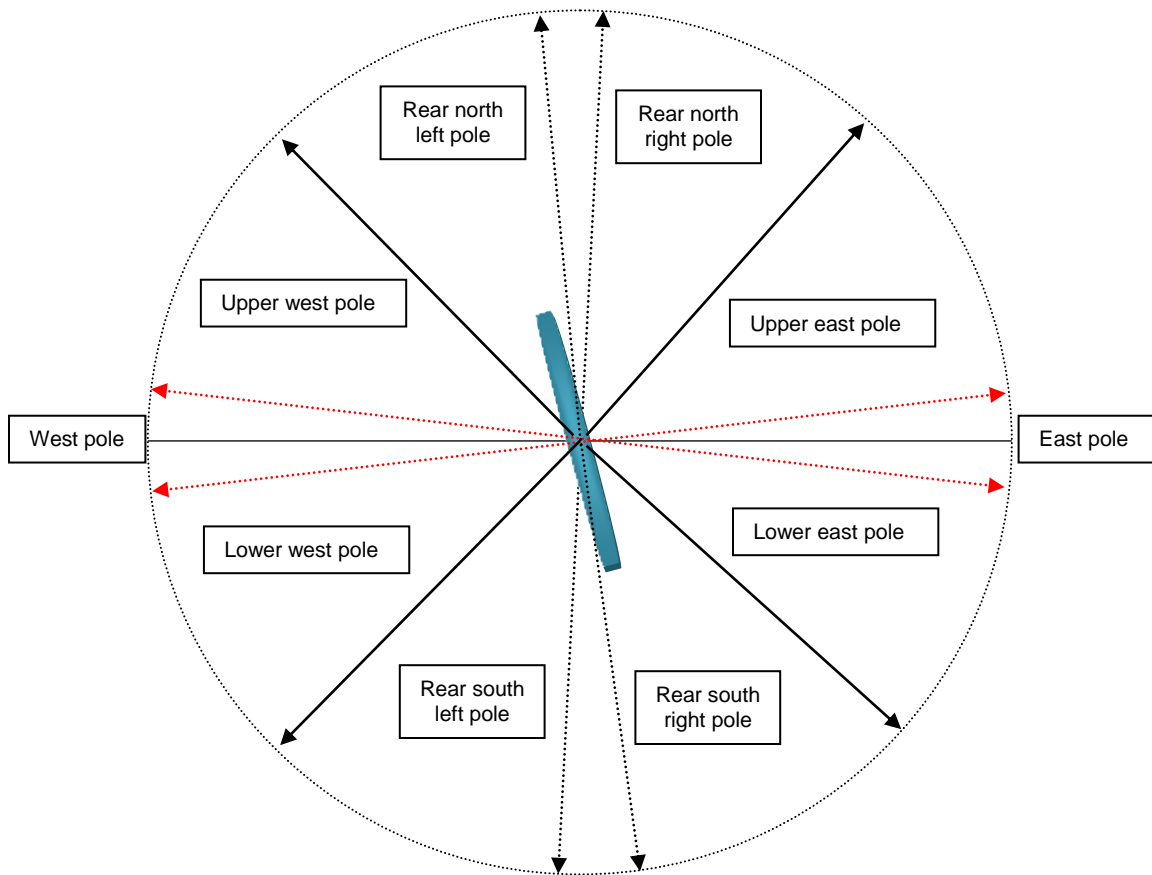 Rear north
left pole
Rear north
right pole
Upper west pole
Upper east pole
West pole
East pole
Lower west pole
Lower east pole
Rear south
left pole
Rear south
right pole